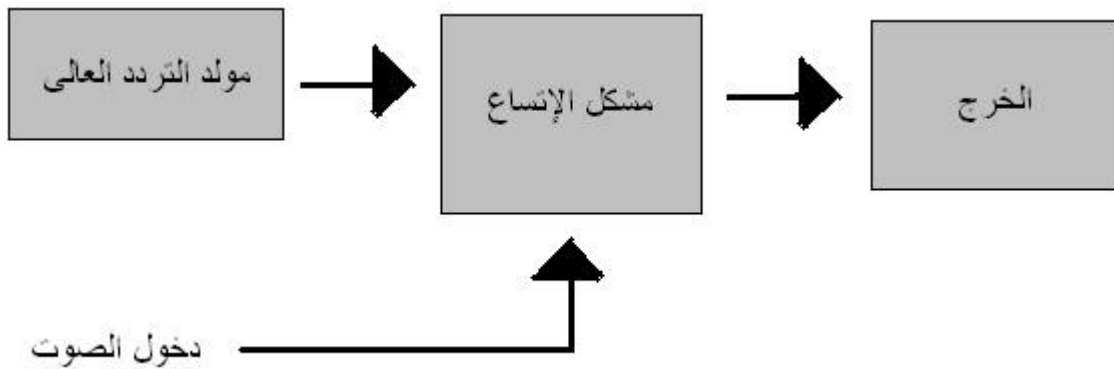 مولد التردد العالى
مشكل الإتساع
الخرج
دخول الصوت